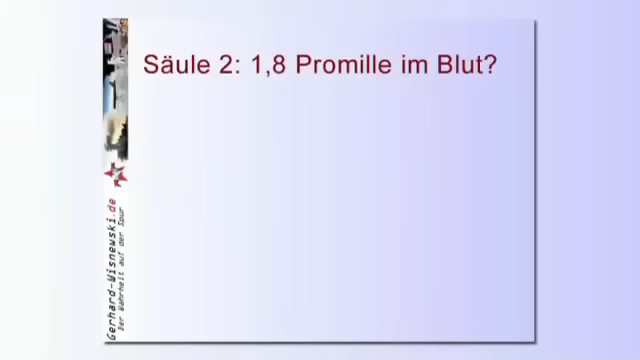 Säule 2: 1,8 Promille im Blut?
Gerhard-Wisnewski.de
Der Wahrheit auf der Spur